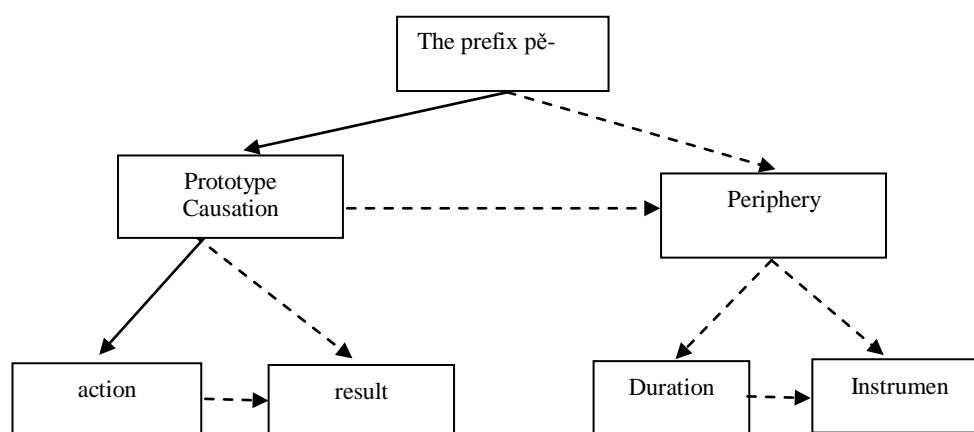 The prefix pě-
Prototype
Causation
Periphery
action
result
Duration
Instrumen